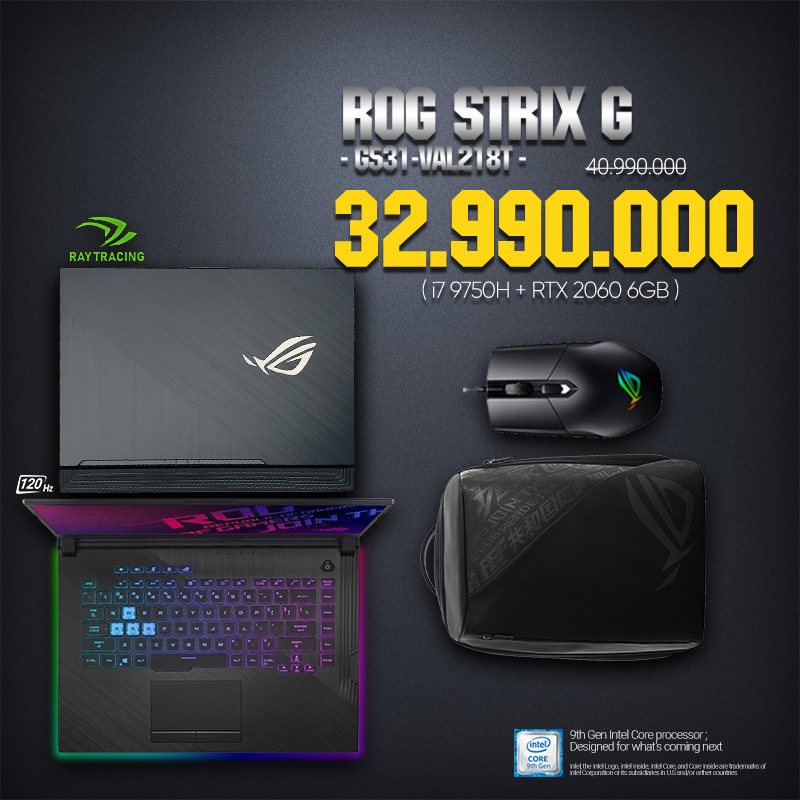 ROG STRIX G
- G531-VAL218T -
40.990.000
32.990.000
( i7 9750H + RTX 2060 6GB )
RAYTRACING
120Hz
intel
CORE
9th Gen
9th Gen Intel Core processor ;
Designed for what's coming next
Intel, the Intel Logo, Intel Inside, Intel Core, and Core Inside are trademarks of
Intel Corporation or its subsidiaries in U.S and/or orther countries